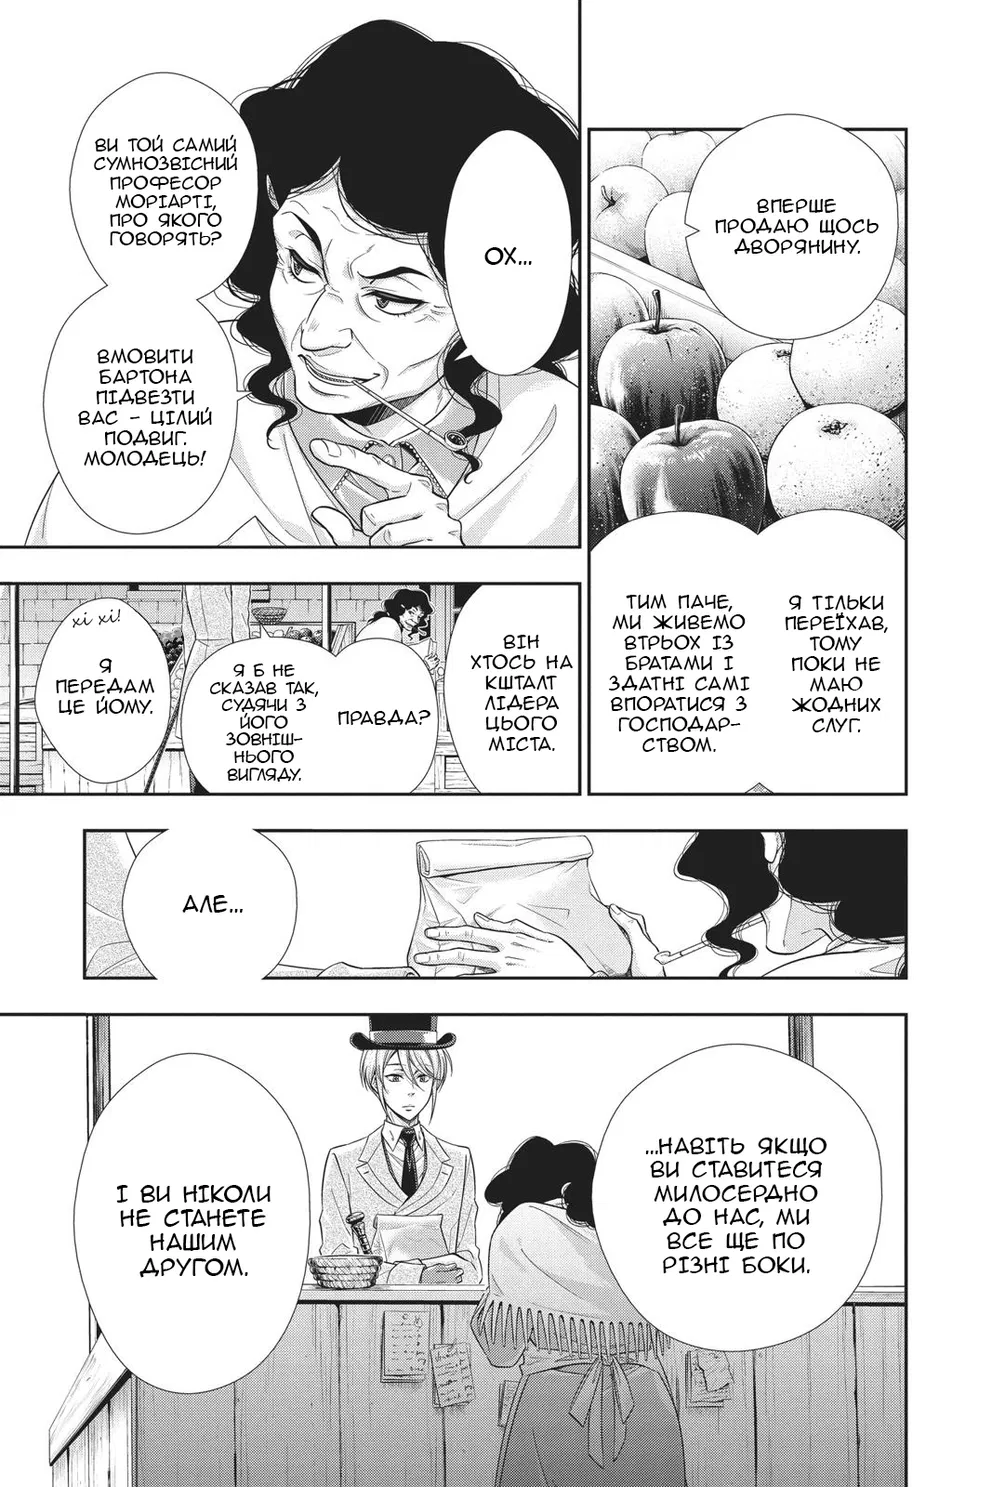 ВПЕРШЕ
ПРОДАЮ ЩОСЬ
ДВОРЯНИНУ.
Я ТІЛЬКИ
ПЕРЕЇХАВ,
ТОМУ
ПОКИ НЕ
МАЮ
ЖОДНИХ
СЛУГ.
ТИМ ПАЧЕ,
МИ ЖИВЕМО
ВТРЬОХ ІЗ
БРАТАМИ І
ЗДАТНІ САМІ
ВПОРАТИСЯ З
ГОСПОДАР-
СТВОМ.
ОХ...
ВИ ТОЙ САМИЙ
СУМНОЗВІСНИЙ
ПРОФЕСОР
МОРІАРТІ,
ПРО ЯКОГО
ГОВОРЯТЬ?
ВМОВИТИ
БАРТОНА
ПІДВЕЗТИ
ВАС - ЦІЛИЙ
ПОДВИГ.
МОЛОДЕЦЬ!
ВІН
ХТОСЬ НА
КШТАЛТ
ЛІДЕРА
ЦЬОГО
МІСТА.
ПРАВДА?
Я Б НЕ
СКАЗАВ ТАК,
СУДЯЧИ З
ЙОГО
ЗОВНІШ-
НЬОГО
ВИГЛЯДУ.
хі хі!
Я
ПЕРЕДАМ
ЦЕ ЙОМУ.
АЛЕ...
...НАВІТЬ ЯКЩО
ВИ СТАВИТЕСЯ
МИЛОСЕРДНО
ДО НАС, МИ
ВСЕ ЩЕ ПО
РІЗНІ БОКИ.
І ВИ НІКОЛИ
НЕ СТАНЕТЕ
НАШИМ
ДРУГОМ.